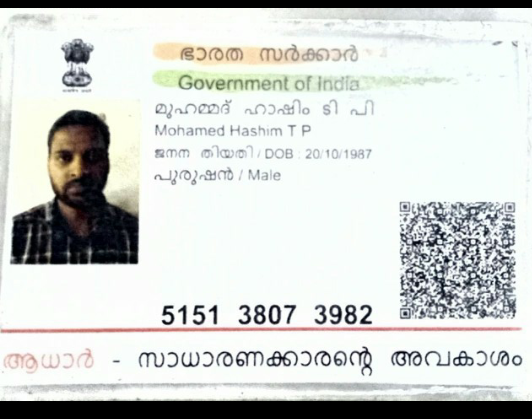 ഭാരത സർക്കാർ
Government of India
മുഹമ്മദ് ഹാഷിം ടി പി
Mohamed Hashim T P
ജനന തിയതി / DOB : 20/10/1987
പുരുഷൻ / Male
5151 3807 3982
ആധാർ - സാധാരണക്കാരന്റെ അവകാശം